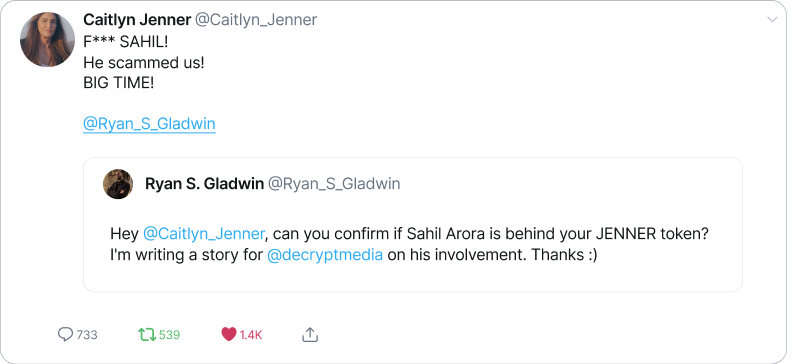 Caitlyn Jenner @Caitlyn_Jenner
F*** SAHIL!
He scammed us!
BIG TIME!
@Ryan_S_Gladwin
Ryan S. Gladwin @Ryan_S_Gladwin
Hey @Caitlyn_Jenner, can you confirm if Sahil Arora is behind your JENNER token?
I'm writing a story for @decryptmedia on his involvement. Thanks :)
733 539 1.4K